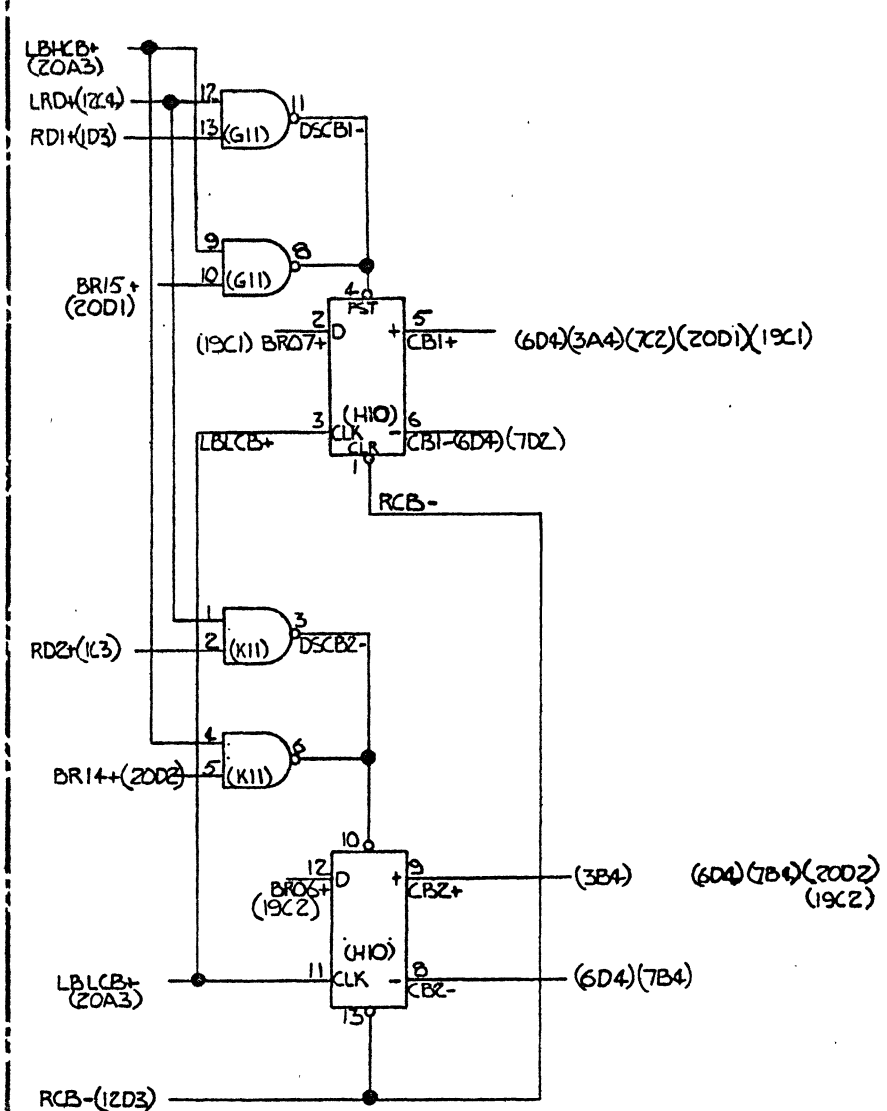 LBHCB+
(20A3)
LRD+(12C4) 12 11
RD1+(1D3) 13 (G11) DSCB1-
9 8
BR15+ 10 (G11)
(20D1)
4
PST
2 D + 5
(19C1) BR07+ CB1+ (6D4)(3A4)(7C2)(20D1)(19C1)
(H10)
3 CLK - 6
LBLCB+ CB1-(6D4)(7D2)
CLR
1
RCB-
1 3
RD2+(1C3) 2 (K11) DSCB2-
4 6
BR14+(20D2) 5 (K11)
10
12 D + 9 (3B4) (6D4)(7B4)(20D2)
BR06+ CB2+ (19C2)
(19C2)
(H10)
LBLCB+ 11 CLK - 8 (6D4)(7B4)
(20A3) CB2-
13
RCB-(12D3)